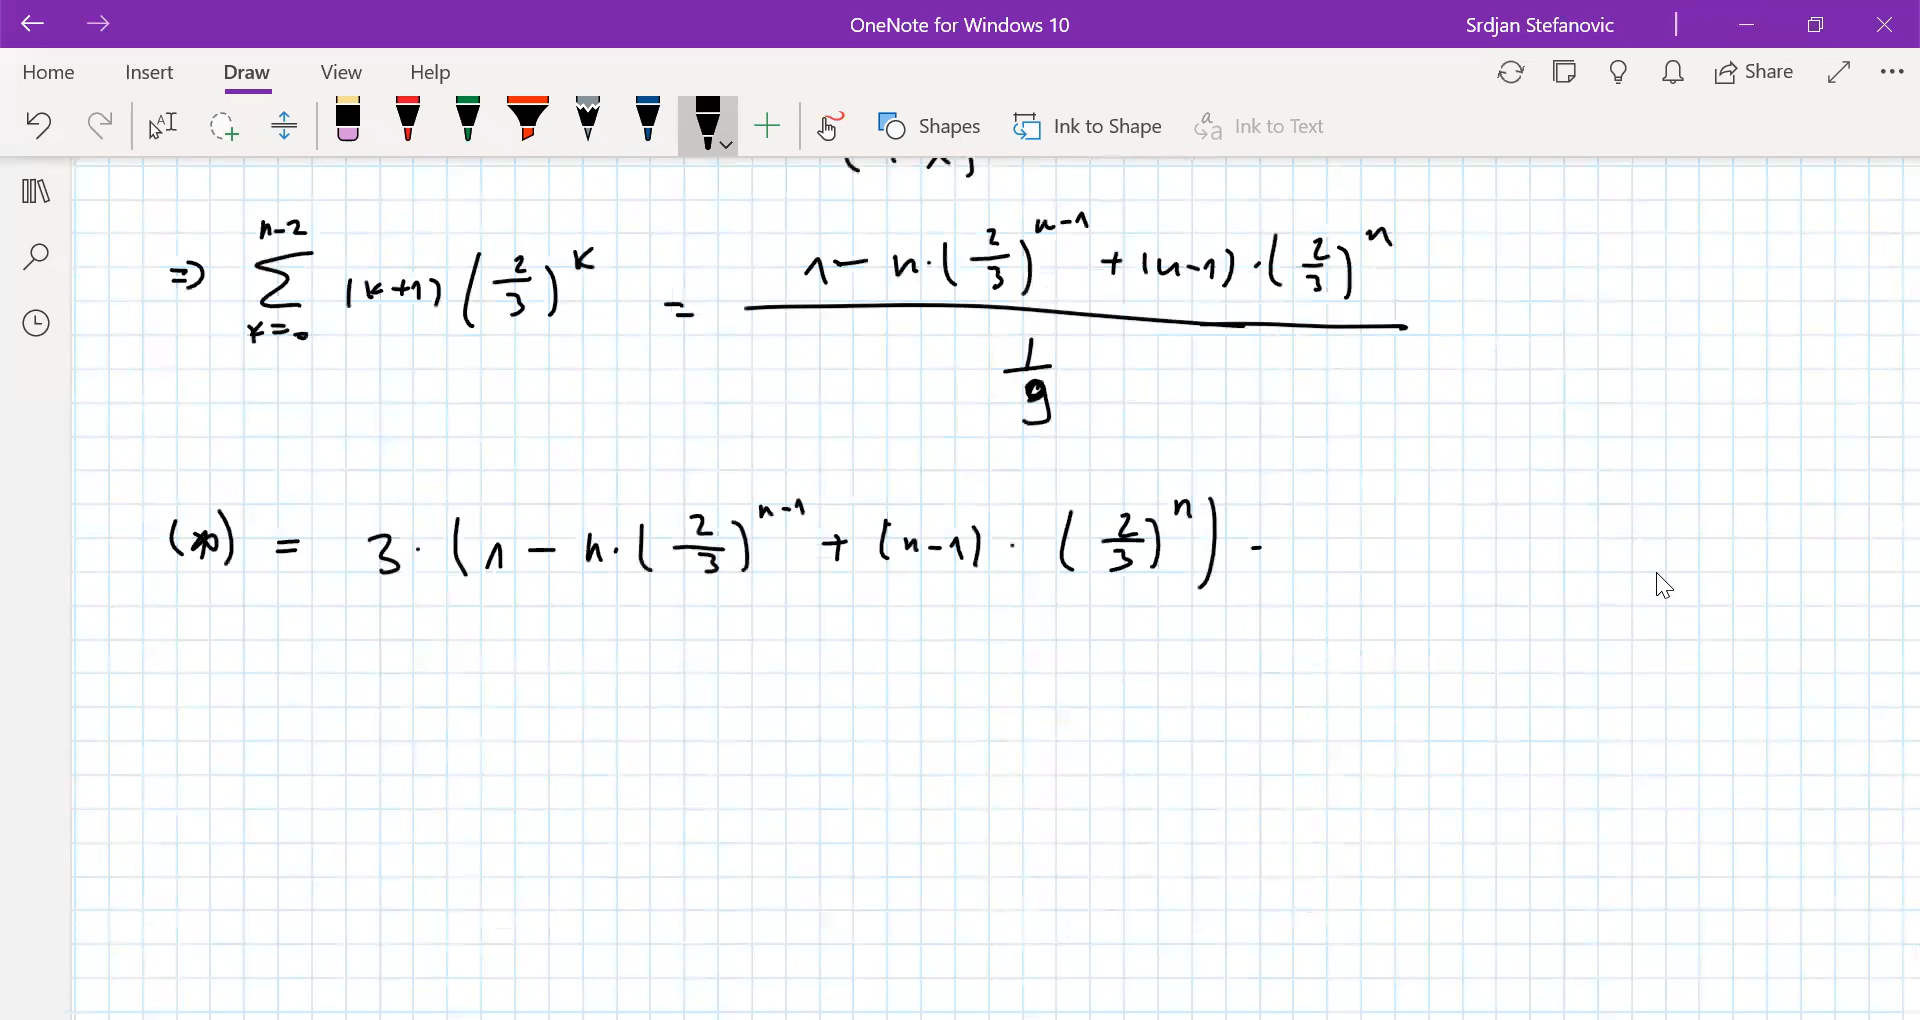 OneNote for Windows 10
Srdjan Stefanovic
Home Insert Draw View Help
Share
Shapes Ink to Shape Ink to Text
=> \sum_{k=0}^{n-2} (k+1) (2/3)^k = \frac{1 - n·(2/3)^{n-1} + (n-1)·(2/3)^n}{1/9}
(*) = 3·(1 - n·(2/3)^{n-1} + (n-1)·(2/3)^n) -